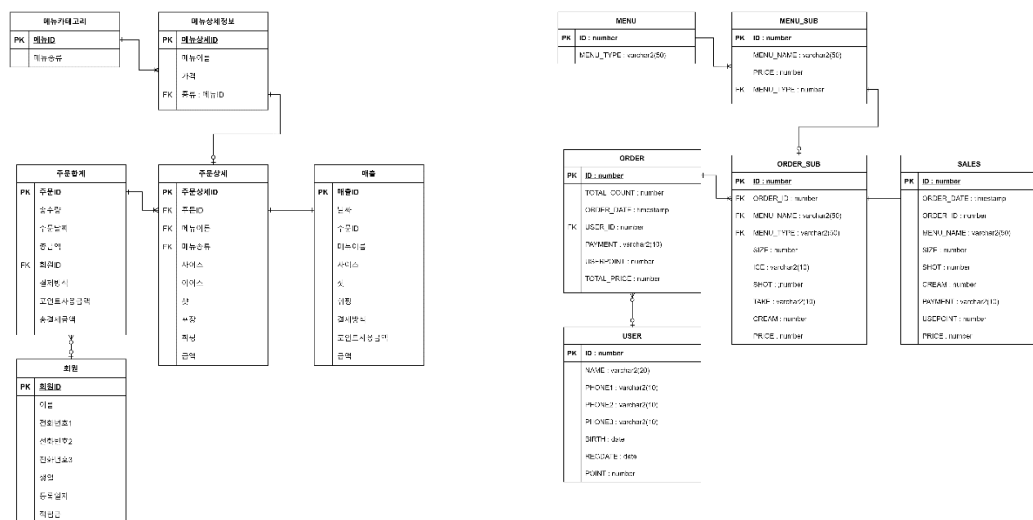 메뉴카테고리
PK 메뉴ID
메뉴종류
메뉴상세정보
PK 메뉴상세ID
메뉴이름
가격
FK 종류 : 메뉴ID
주문합계
PK 주문ID
총수량
주문날짜
총금액
FK 회원ID
결제방식
포인트사용금액
총결제금액
주문상세
PK 주문상세ID
FK 주문ID
FK 메뉴이름
FK 메뉴종류
사이즈
아이스
샷
포장
휘핑
금액
매출
PK 매출ID
날짜
주문ID
메뉴이름
사이즈
샷
휘핑
결제방식
포인트사용금액
금액
회원
PK 회원ID
이름
전화번호1
전화번호2
전화번호3
생일
등록일자
적립금
MENU
PK ID : number
MENU_TYPE : varchar2(50)
MENU_SUB
PK ID : number
MENU_NAME : varchar2(50)
PRICE : number
FK MENU_TYPE : number
ORDER
PK ID : number
TOTAL_COUNT : number
ORDER_DATE : timestamp
FK USER_ID : number
PAYMENT : varchar2(10)
USERPOINT : number
TOTAL_PRICE : number
ORDER_SUB
PK ID : number
FK ORDER_ID : number
FK MENU_NAME : varchar2(50)
FK MENU_TYPE : varchar2(50)
SIZE : number
ICE : varchar2(10)
SHOT : number
TAKE : varchar2(10)
CREAM : number
PRICE : number
SALES
PK ID : number
ORDER_DATE : timestamp
ORDER_ID : number
MENU_NAME : varchar2(50)
SIZE : number
SHOT : number
CREAM : number
PAYMENT : varchar2(10)
USEPOINT : number
PRICE : number
USER
PK ID : number
NAME : varchar2(20)
PHONE1 : varchar2(10)
PHONE2 : varchar2(10)
PHONE3 : varchar2(10)
BIRTH : date
REGDATE : date
POINT : number